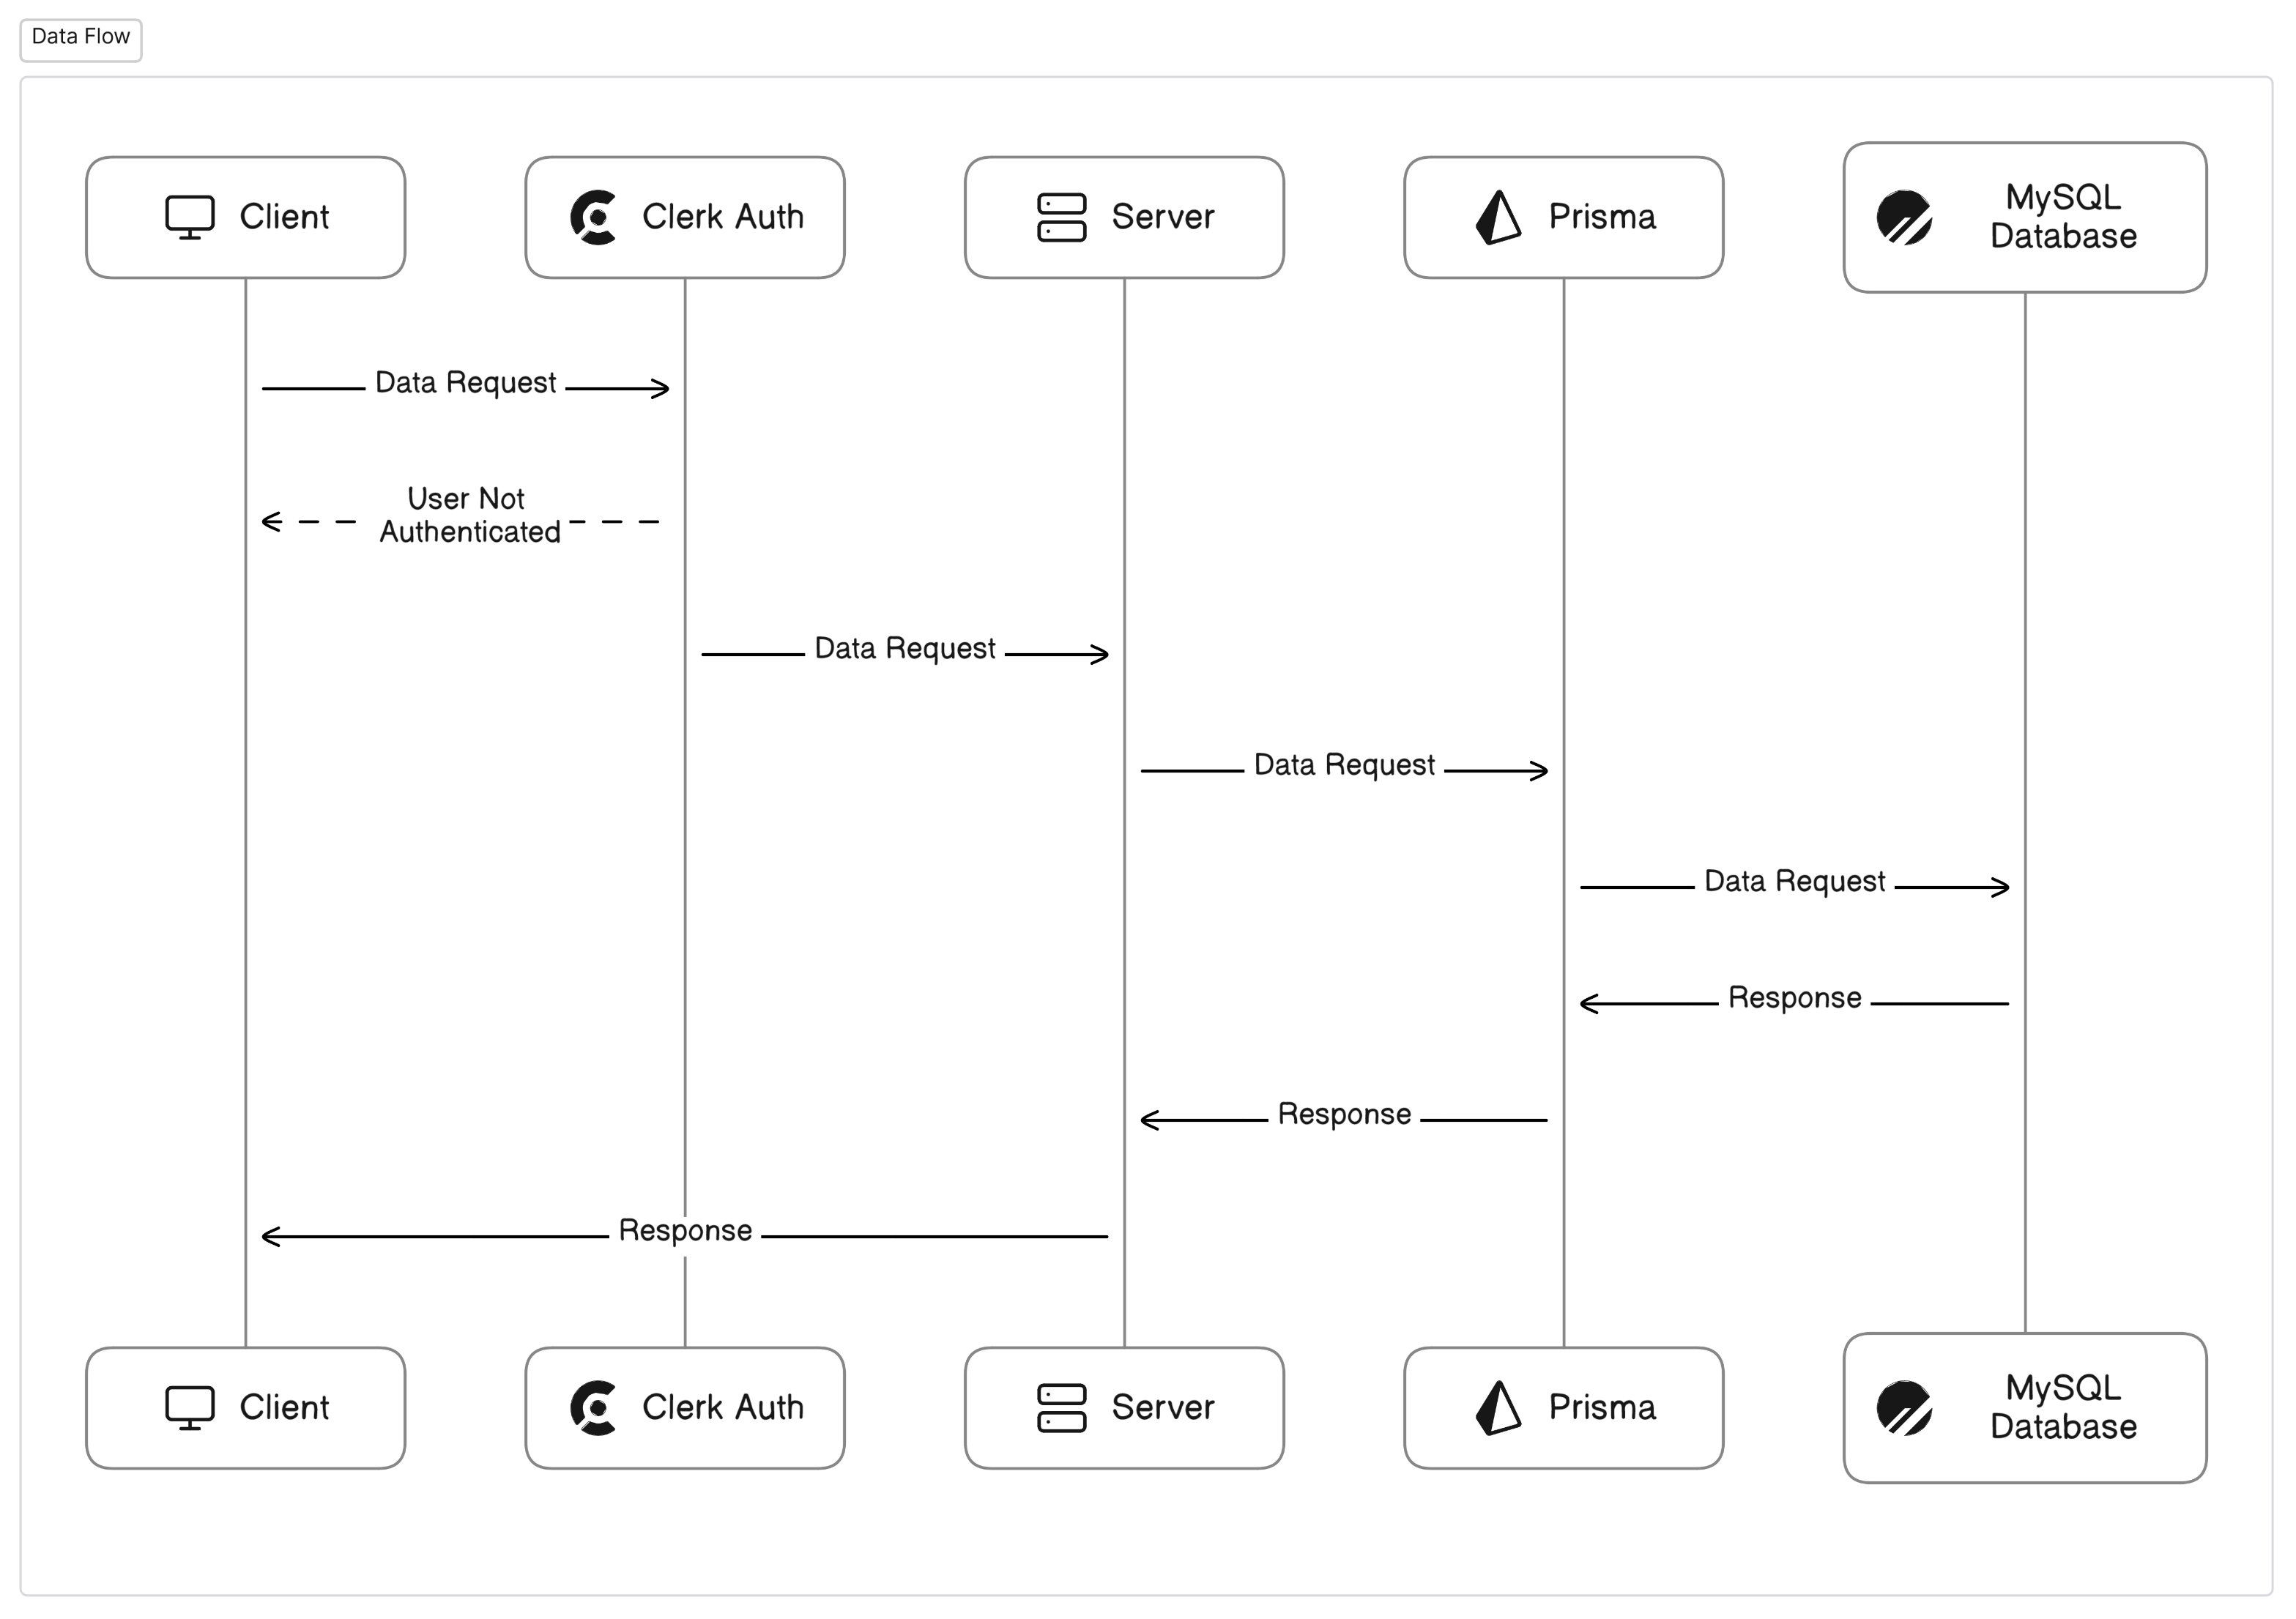 Data Flow
Client
Clerk Auth
Server
Prisma
MySQL
Database
Data Request
User Not
Authenticated
Data Request
Data Request
Data Request
Response
Response
Response
Client
Clerk Auth
Server
Prisma
MySQL
Database